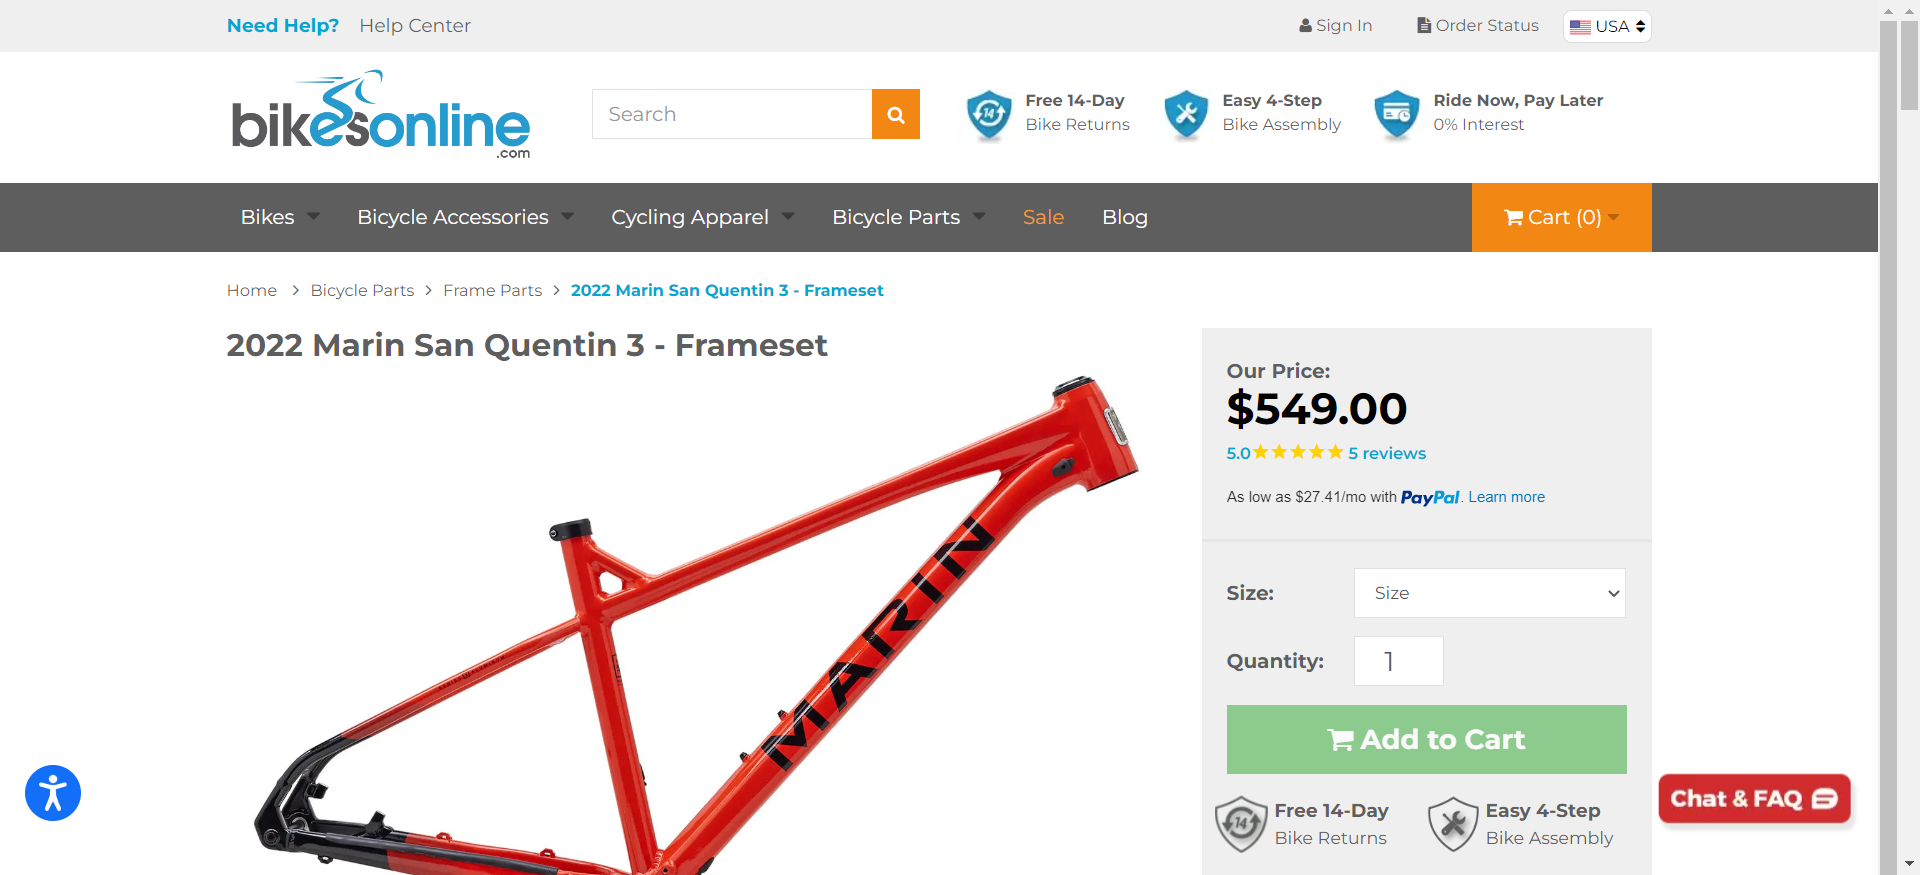 Need Help? Help Center Sign In Order Status USA
bikesonline
.com
Search
Free 14-Day
Bike Returns
Easy 4-Step
Bike Assembly
Ride Now, Pay Later
0% Interest
Bikes Bicycle Accessories Cycling Apparel Bicycle Parts Sale Blog Cart (0)
Home > Bicycle Parts > Frame Parts > 2022 Marin San Quentin 3 - Frameset
2022 Marin San Quentin 3 - Frameset
MARIN
Our Price:
$549.00
5.0★★★★★ 5 reviews
As low as $27.41/mo with PayPal. Learn more
Size: Size
Quantity: 1
Add to Cart
14
Free 14-Day
Bike Returns
Easy 4-Step
Bike Assembly
Chat & FAQ